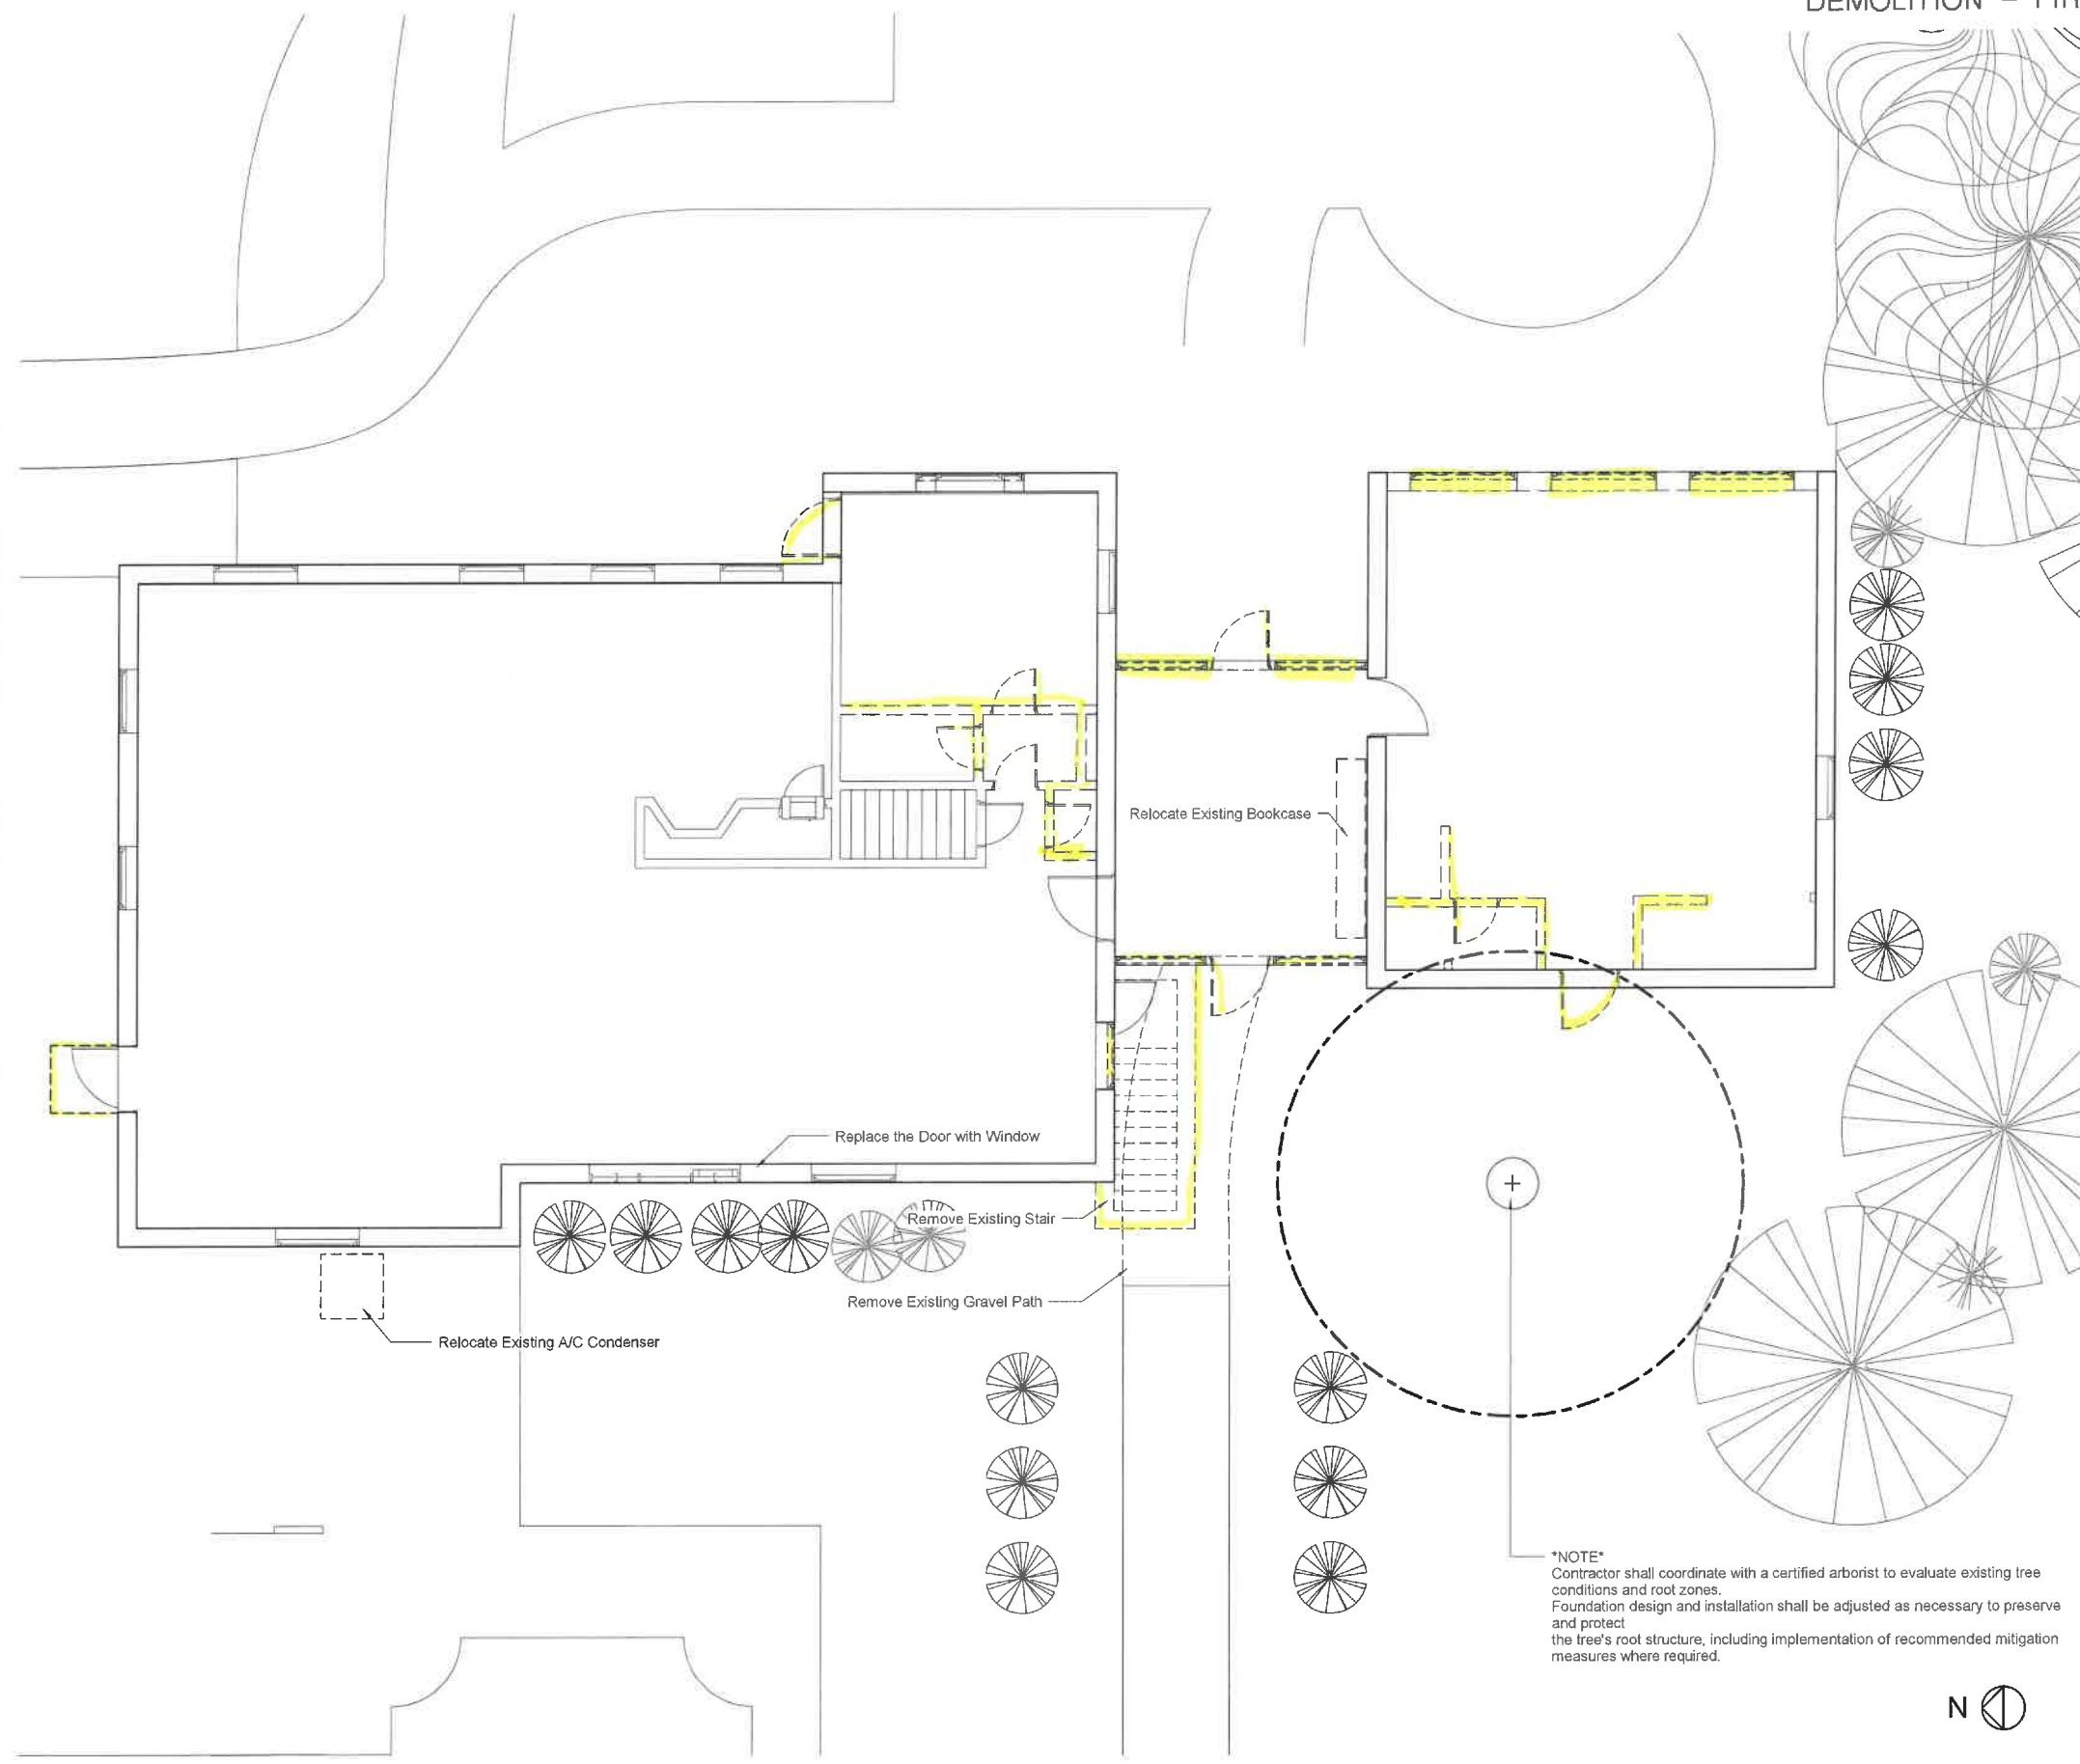 Relocate Existing Bookcase
Replace the Door with Window
Remove Existing Stair
Remove Existing Gravel Path
Relocate Existing A/C Condenser
*NOTE*
Contractor shall coordinate with a certified arborist to evaluate existing tree
conditions and root zones.
Foundation design and installation shall be adjusted as necessary to preserve
and protect
the tree's root structure, including implementation of recommended mitigation
measures where required.
N